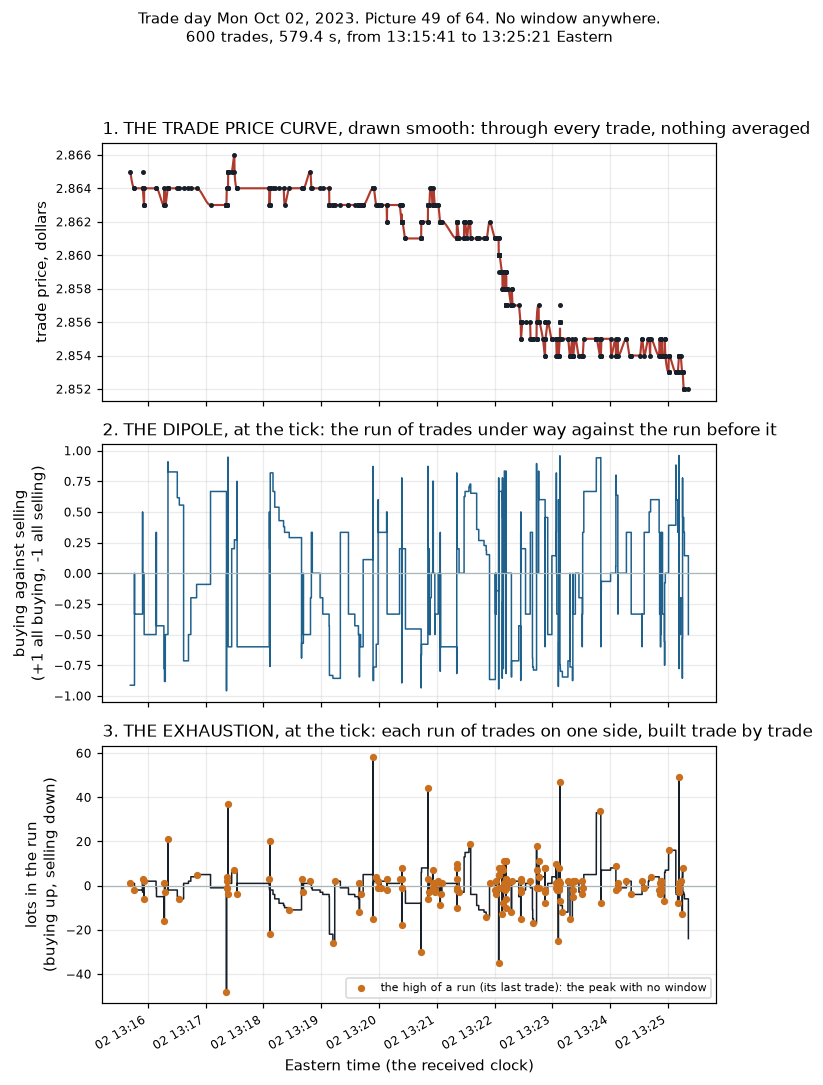 Trade day Mon Oct 02, 2023. Picture 49 of 64. No window anywhere.
600 trades, 579.4 s, from 13:15:41 to 13:25:21 Eastern
1. THE TRADE PRICE CURVE, drawn smooth: through every trade, nothing averaged
trade price, dollars
2.866
2.864
2.862
2.860
2.858
2.856
2.854
2.852
2. THE DIPOLE, at the tick: the run of trades under way against the run before it
buying against selling
(+1 all buying, -1 all selling)
1.00
0.75
0.50
0.25
0.00
−0.25
−0.50
−0.75
−1.00
3. THE EXHAUSTION, at the tick: each run of trades on one side, built trade by trade
lots in the run
(buying up, selling down)
60
40
20
0
−20
−40
the high of a run (its last trade): the peak with no window
02 13:16
02 13:17
02 13:18
02 13:19
02 13:20
02 13:21
02 13:22
02 13:23
02 13:24
02 13:25
Eastern time (the received clock)